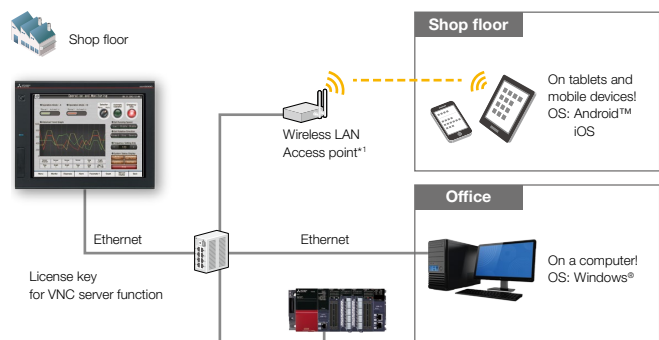 Shop floor
Shop floor
On tablets and
mobile devices!
OS: Android™
iOS
Wireless LAN
Access point*1
Office
Ethernet
Ethernet
On a computer!
OS: Windows®
License key
for VNC server function